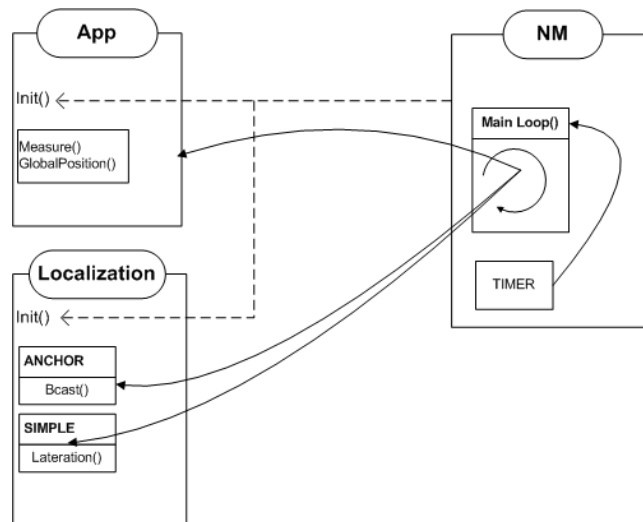 App
NM
Init()
Main Loop()
Measure()
GlobalPosition()
Localization
TIMER
Init()
ANCHOR
Bcast()
SIMPLE
Lateration()